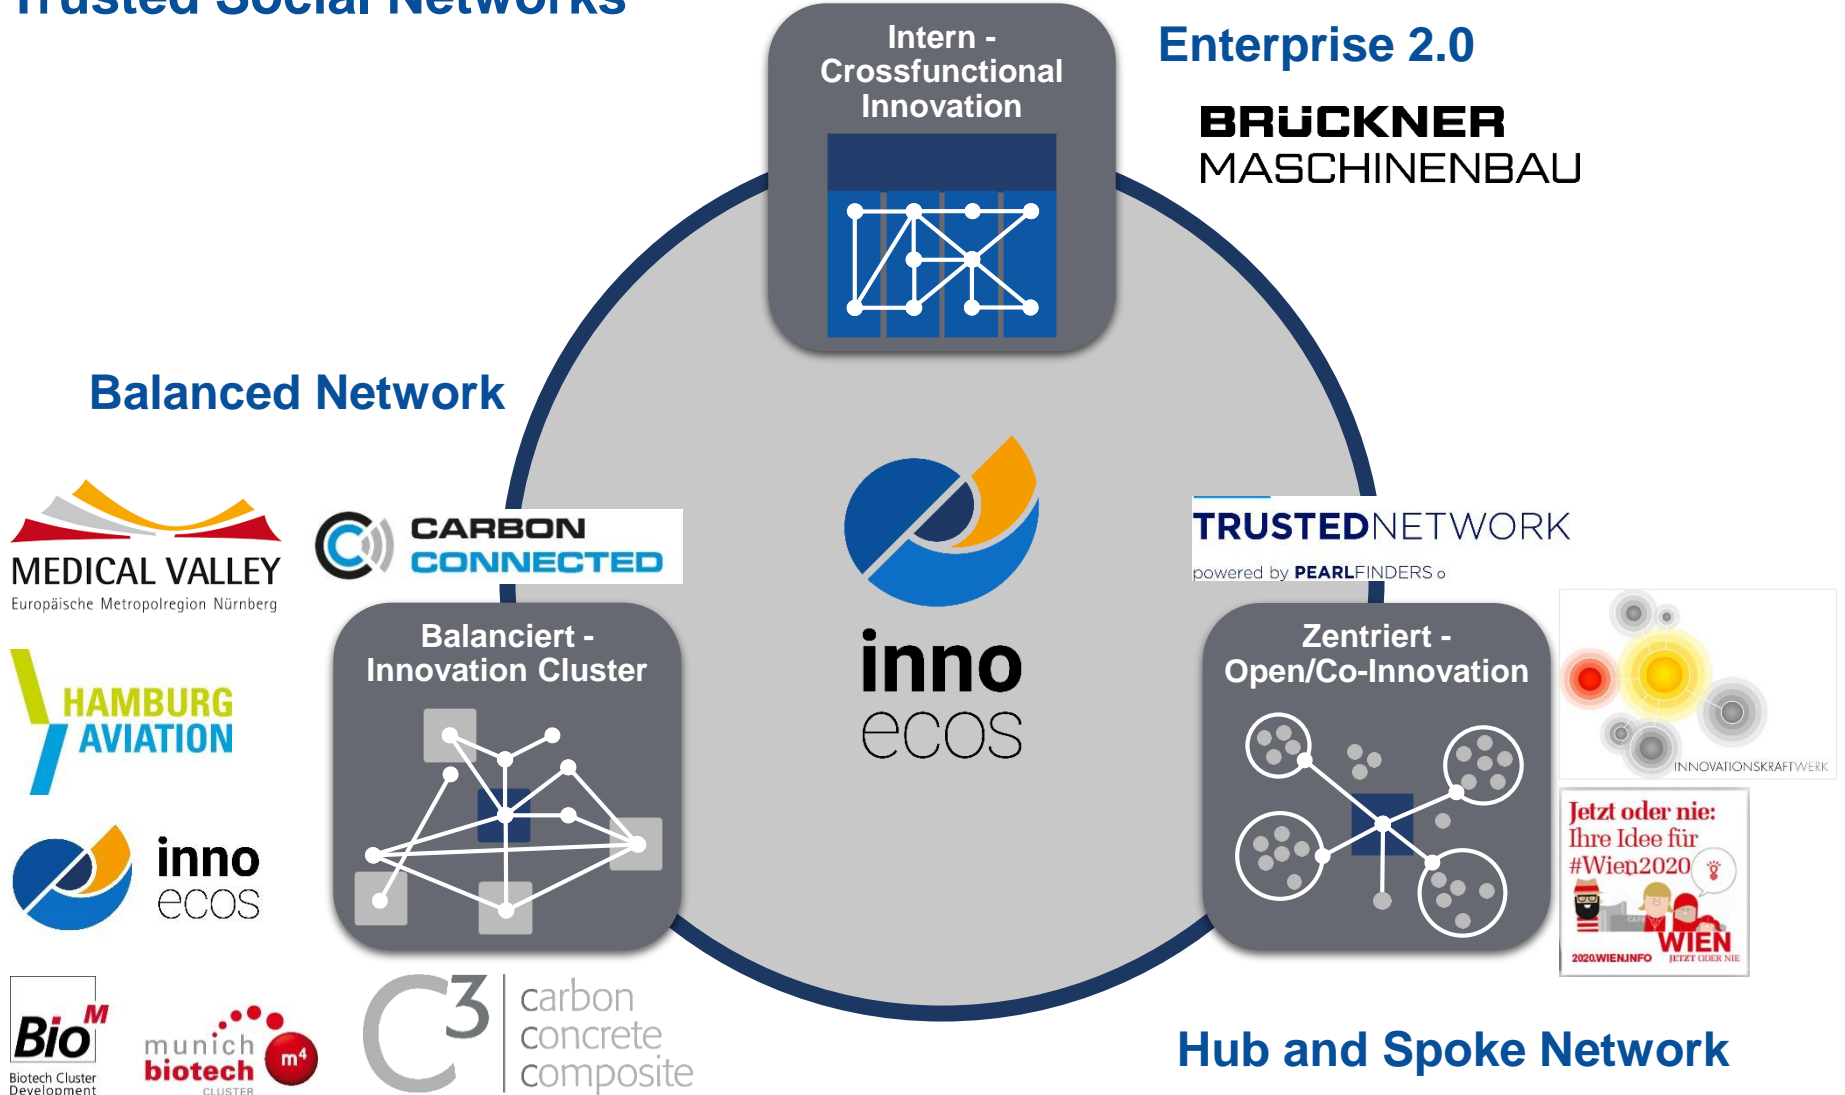 Trusted Social Networks
Intern -
Crossfunctional
Innovation
Enterprise 2.0
BRÜCKNER
MASCHINENBAU
Balanced Network
MEDICAL VALLEY
Europäische Metropolregion Nürnberg
CARBON
CONNECTED
TRUSTEDNETWORK
powered by PEARLFINDERS
inno
ecos
Balanciert -
Innovation Cluster
Zentriert -
Open/Co-Innovation
INNOVATIONSKRAFTWERK
HAMBURG
AVIATION
Jetzt oder nie:
Ihre Idee für
#Wien2020
CAFE
WIEN
2020.WIEN.INFO JETZT ODER NIE
inno
ecos
BioM
Biotech Cluster
Development
munich
biotech
CLUSTER
m4
C3
carbon
concrete
composite
Hub and Spoke Network